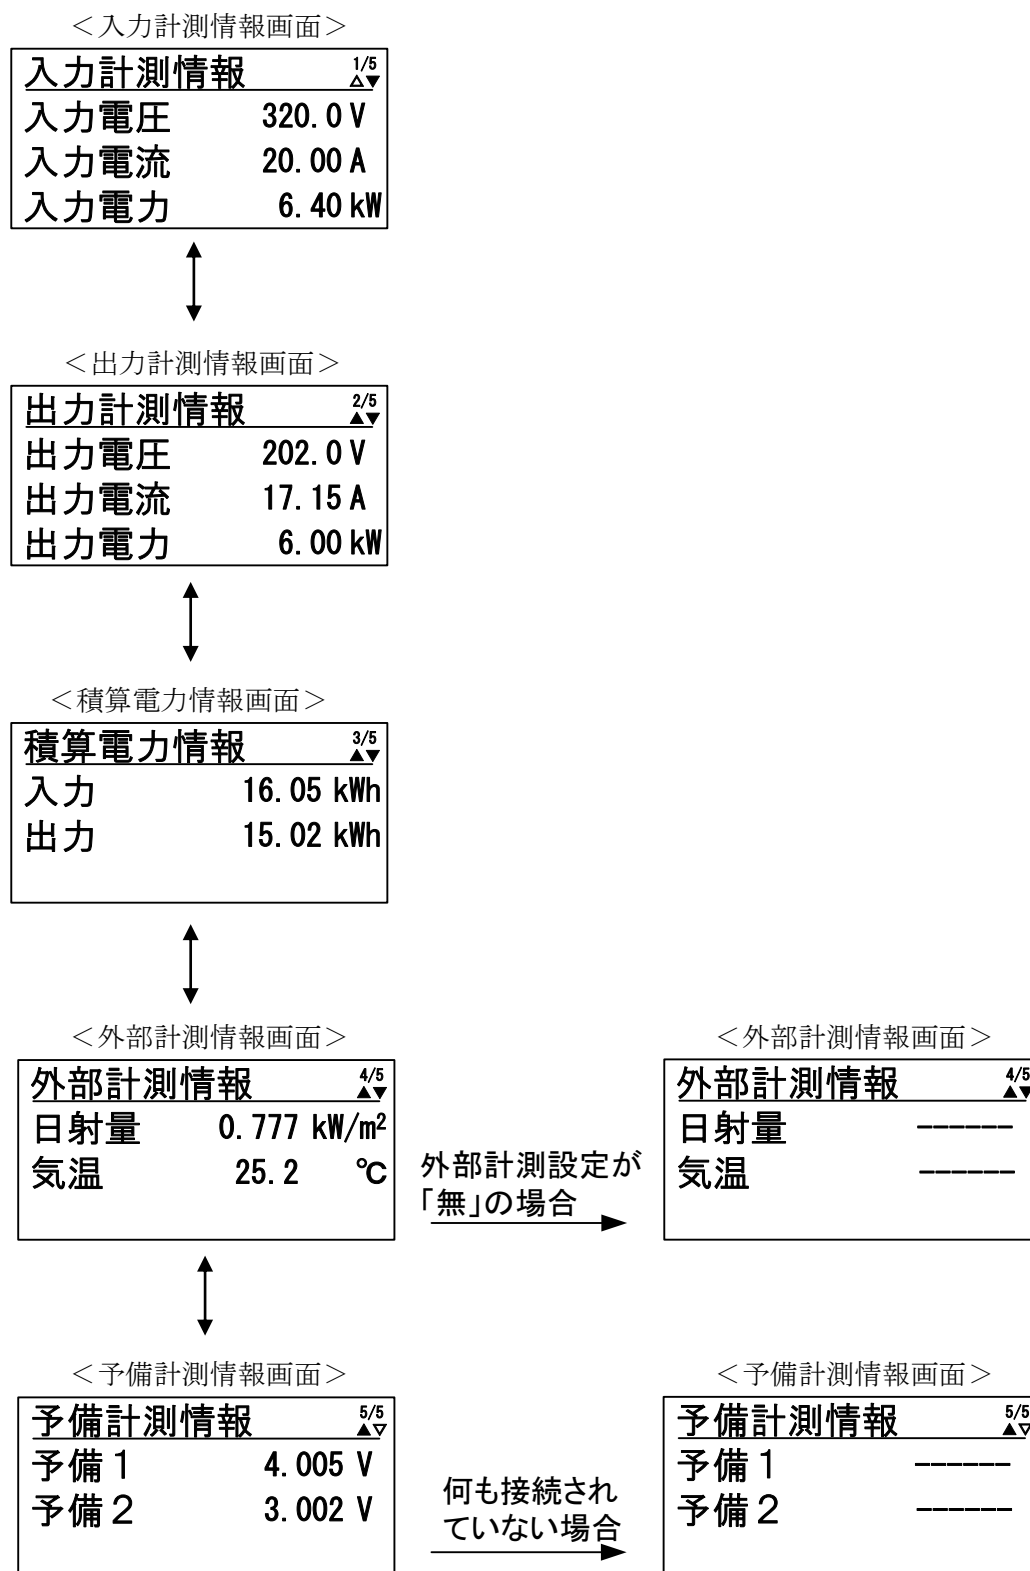 ＜入力計測情報画面＞
入力計測情報 1/5 △▼
入力電圧 320.0 V
入力電流 20.00 A
入力電力 6.40 kW
＜出力計測情報画面＞
出力計測情報 2/5 ▲▼
出力電圧 202.0 V
出力電流 17.15 A
出力電力 6.00 kW
＜積算電力情報画面＞
積算電力情報 3/5 ▲▼
入力 16.05 kWh
出力 15.02 kWh
＜外部計測情報画面＞
外部計測情報 4/5 ▲▼
日射量 0.777 kW/m²
気温 25.2 ℃
外部計測設定が
「無」の場合
＜外部計測情報画面＞
外部計測情報 4/5 ▲▼
日射量 ------
気温 ------
＜予備計測情報画面＞
予備計測情報 5/5 ▲▽
予備1 4.005 V
予備2 3.002 V
何も接続され
ていない場合
＜予備計測情報画面＞
予備計測情報 5/5 ▲▽
予備1 ------
予備2 ------